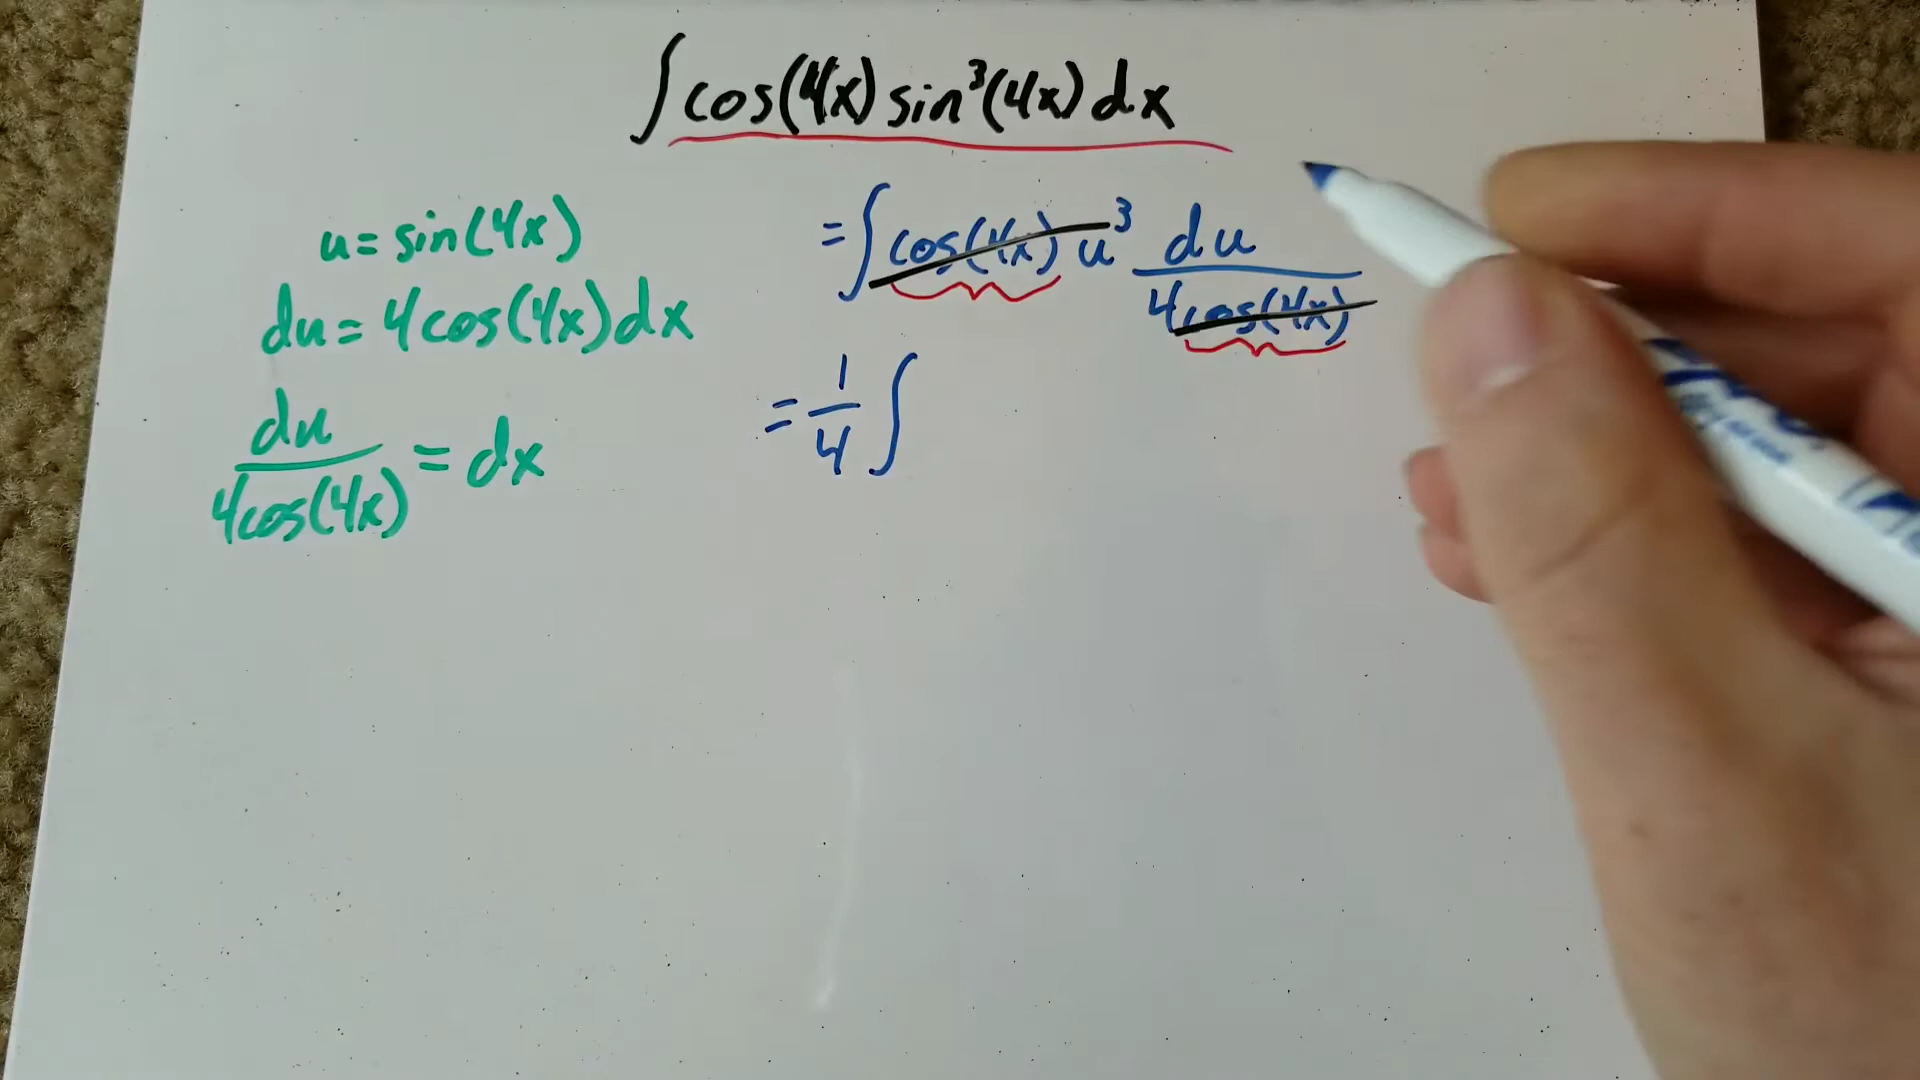 ∫cos(4x)sin³(4x)dx
u=sin(4x)
du=4cos(4x)dx
du/4cos(4x) = dx
=∫cos(4x)u³ du/4cos(4x)
=1/4∫